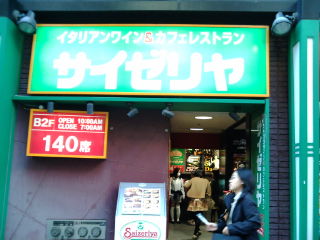 イタリアンワイン&カフェレストラン
サイゼリヤ
B2F OPEN 10:00AM
CLOSE 7:00AM
140席
Saizeriya